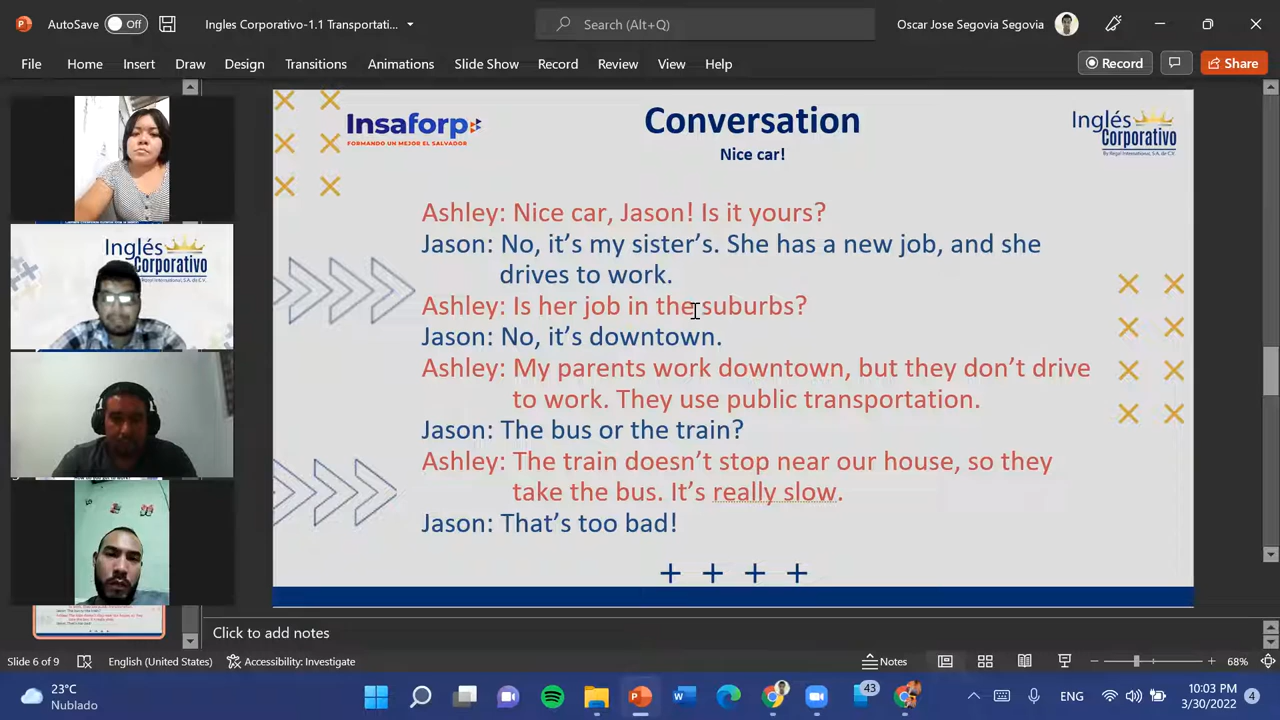 AutoSave Off Ingles Corporativo-1.1 Transportati... Search (Alt+Q) Oscar Jose Segovia Segovia
File Home Insert Draw Design Transitions Animations Slide Show Record Review View Help Record Share
Insaforp
FORMANDO UN MEJOR EL SALVADOR
Conversation
Nice car!
Inglés
Corporativo
By Regal International, S.A. de C.V.
Ashley: Nice car, Jason! Is it yours?
Jason: No, it’s my sister’s. She has a new job, and she
drives to work.
Ashley: Is her job in the suburbs?
Jason: No, it’s downtown.
Ashley: My parents work downtown, but they don’t drive
to work. They use public transportation.
Jason: The bus or the train?
Ashley: The train doesn’t stop near our house, so they
take the bus. It’s really slow.
Jason: That’s too bad!
+ + + +
Inglés
Corporativo
Click to add notes
Slide 6 of 9 English (United States) Accessibility: Investigate Notes 68%
23°C
Nublado
43
ENG
10:03 PM
3/30/2022
4